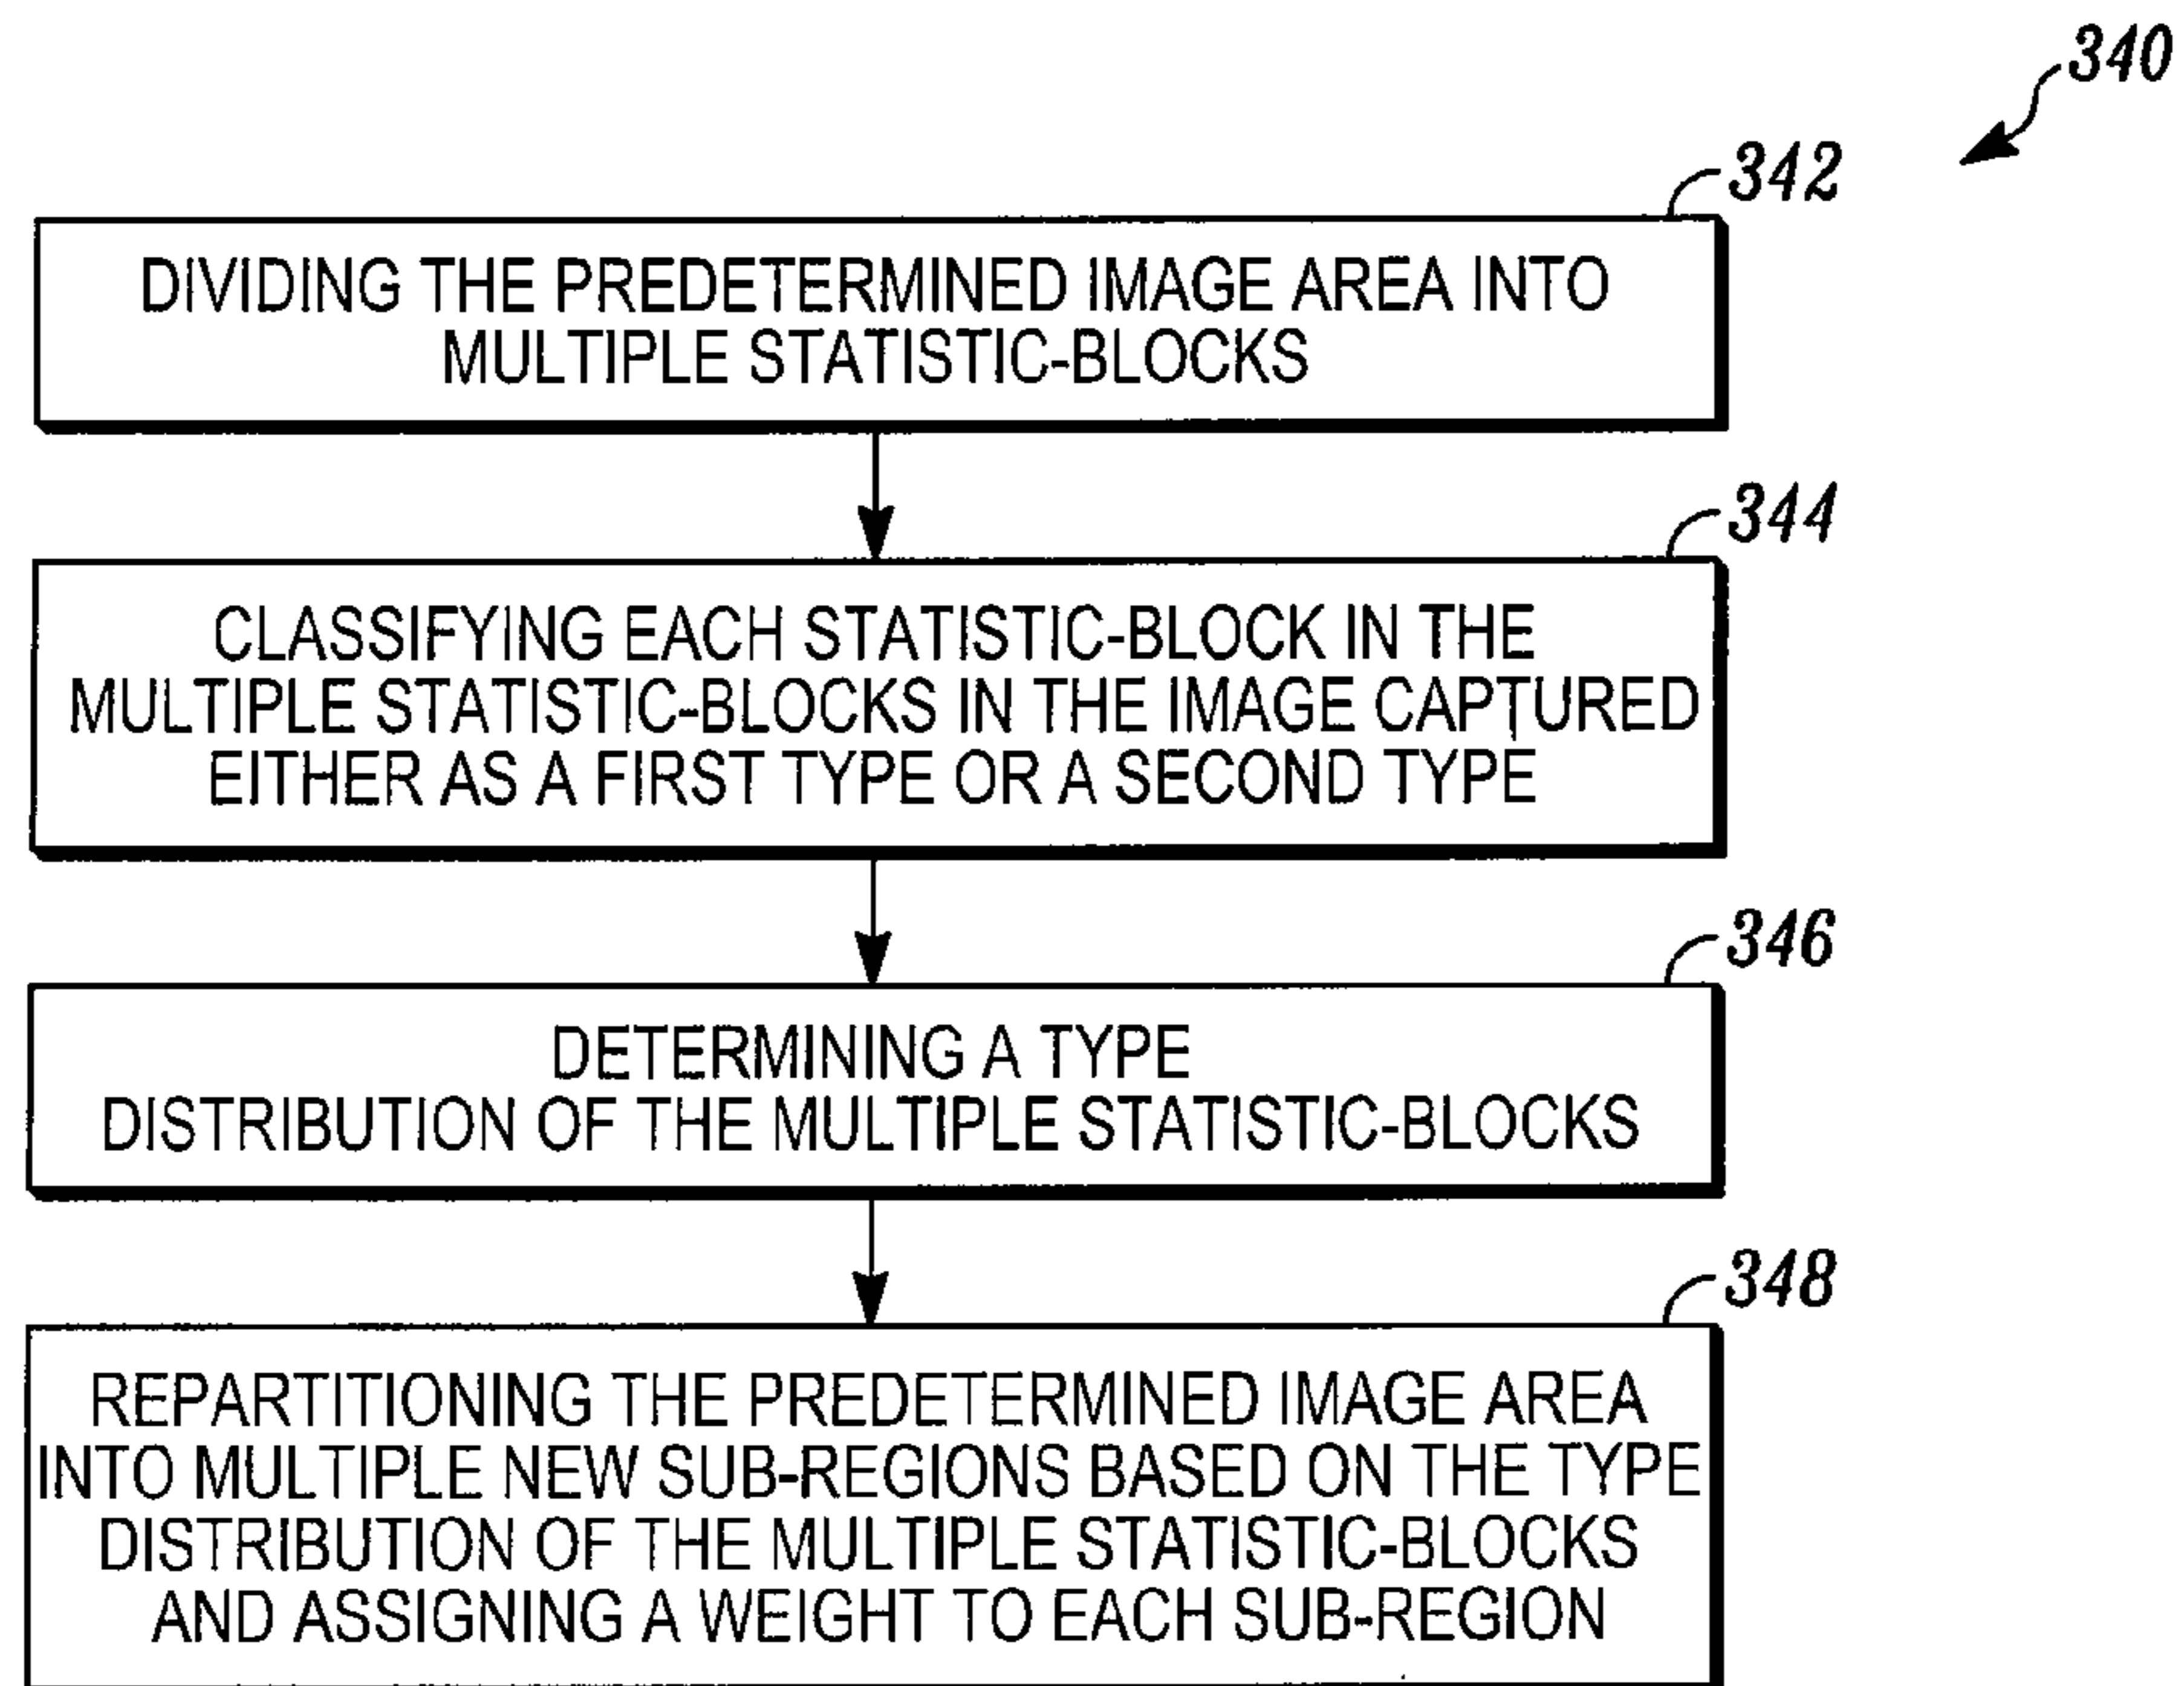 340
342
DIVIDING THE PREDETERMINED IMAGE AREA INTO
MULTIPLE STATISTIC-BLOCKS
344
CLASSIFYING EACH STATISTIC-BLOCK IN THE
MULTIPLE STATISTIC-BLOCKS IN THE IMAGE CAPTURED
EITHER AS A FIRST TYPE OR A SECOND TYPE
346
DETERMINING A TYPE
DISTRIBUTION OF THE MULTIPLE STATISTIC-BLOCKS
348
REPARTITIONING THE PREDETERMINED IMAGE AREA
INTO MULTIPLE NEW SUB-REGIONS BASED ON THE TYPE
DISTRIBUTION OF THE MULTIPLE STATISTIC-BLOCKS
AND ASSIGNING A WEIGHT TO EACH SUB-REGION